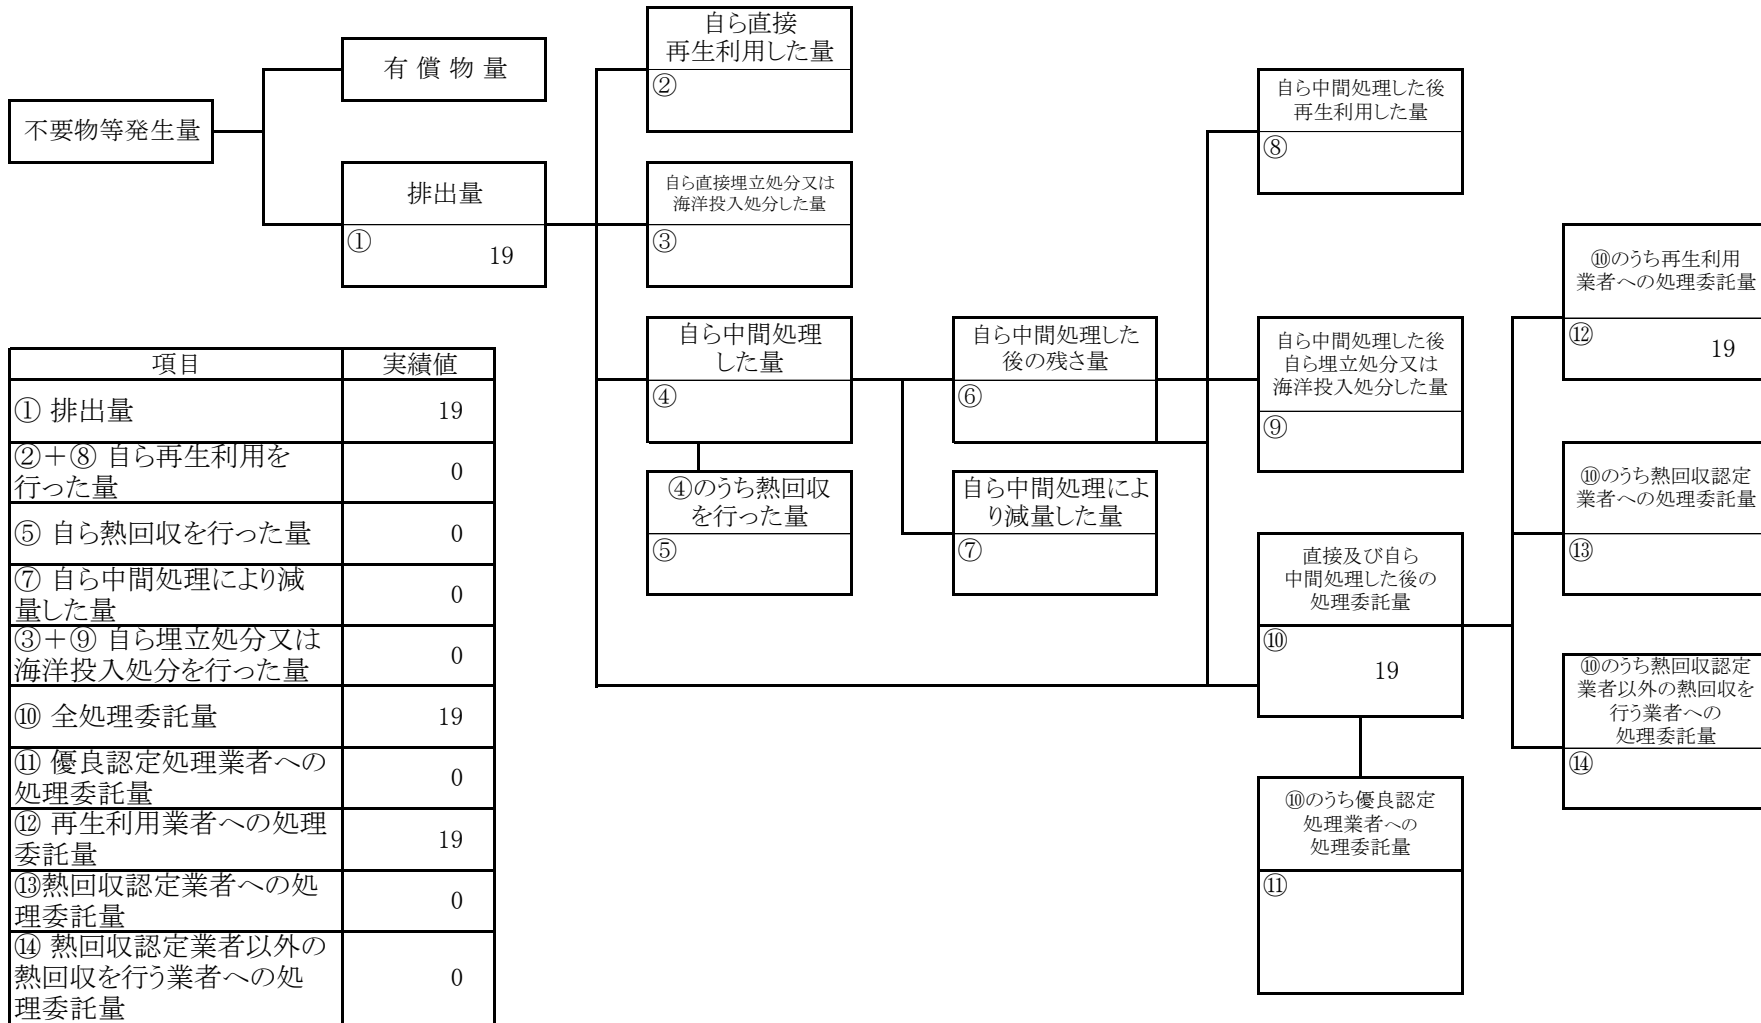 不要物等発生量
有 償 物 量
排出量
①
19
自ら直接
再生利用した量
②
自ら直接埋立処分又は
海洋投入処分した量
③
自ら中間処理
した量
④
④のうち熱回収
を行った量
⑤
自ら中間処理した
後の残さ量
⑥
自ら中間処理によ
り減量した量
⑦
自ら中間処理した後
再生利用した量
⑧
自ら中間処理した後
自ら埋立処分又は
海洋投入処分した量
⑨
直接及び自ら
中間処理した後の
処理委託量
⑩
19
⑩のうち優良認定
処理業者への
処理委託量
⑪
⑩のうち再生利用
業者への処理委託量
⑫
19
⑩のうち熱回収認定
業者への処理委託量
⑬
⑩のうち熱回収認定
業者以外の熱回収を
行う業者への
処理委託量
⑭
項目 実績値
① 排出量 19
②＋⑧ 自ら再生利用を
行った量 0
⑤ 自ら熱回収を行った量 0
⑦ 自ら中間処理により減
量した量 0
③＋⑨ 自ら埋立処分又は
海洋投入処分を行った量 0
⑩ 全処理委託量 19
⑪ 優良認定処理業者への
処理委託量 0
⑫ 再生利用業者への処理
委託量 19
⑬熱回収認定業者への処
理委託量 0
⑭ 熱回収認定業者以外の
熱回収を行う業者への処
理委託量 0